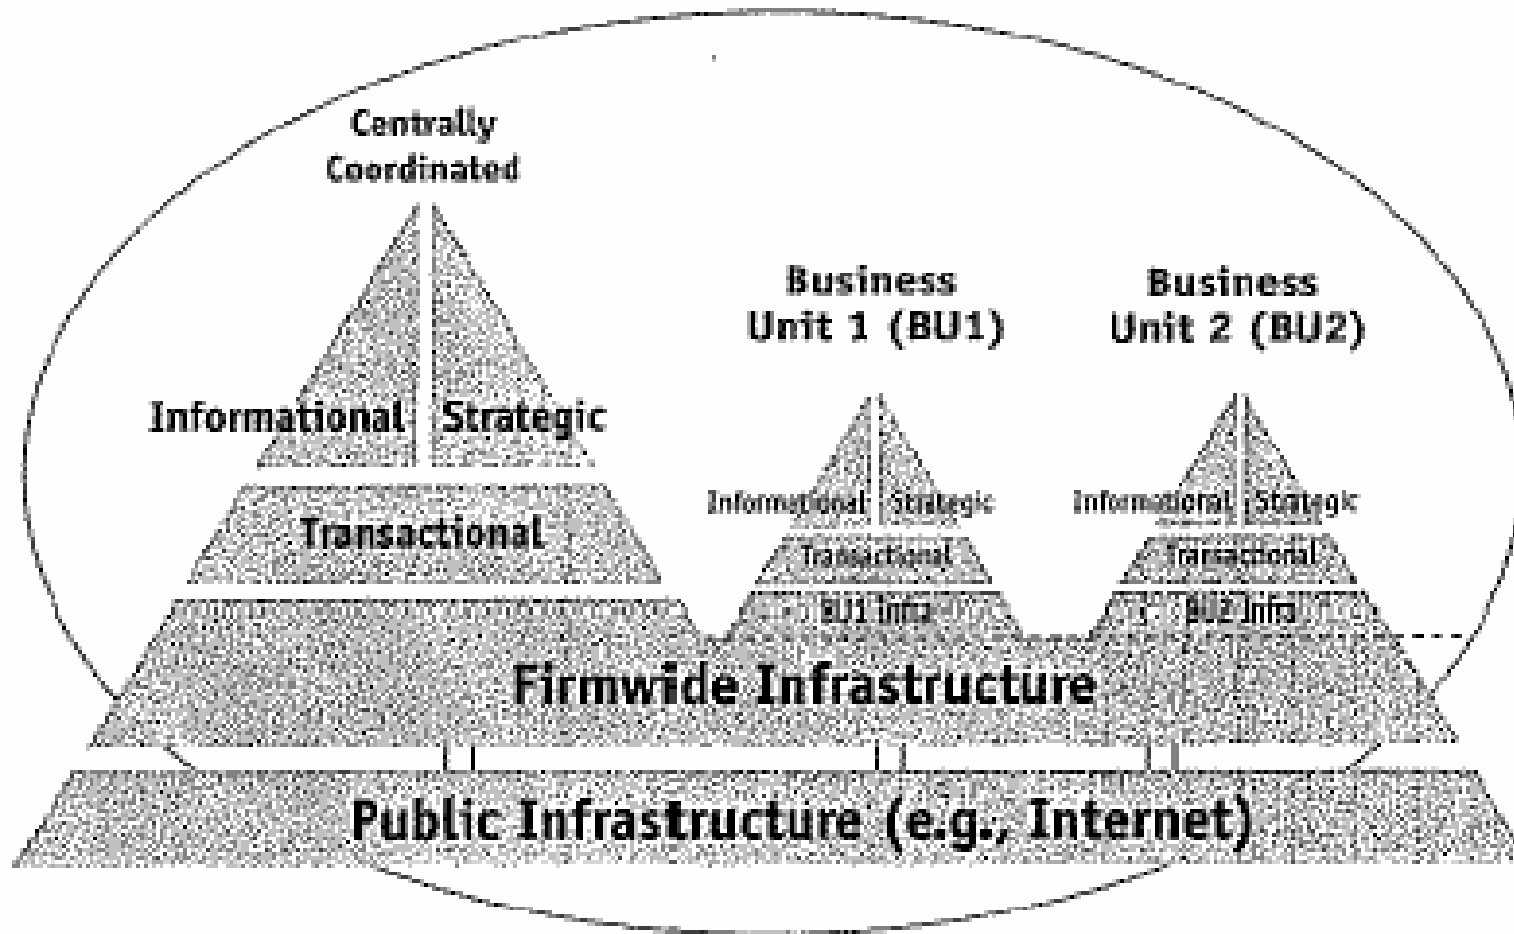 Centrally
Coordinated
Business
Unit 1 (BU1)
Business
Unit 2 (BU2)
Informational
Strategic
Informational
Strategic
Informational
Strategic
Transactional
Transactional
Transactional
BU1 Infra
BU2 Infra
Firmwide Infrastructure
Public Infrastructure (e.g., Internet)